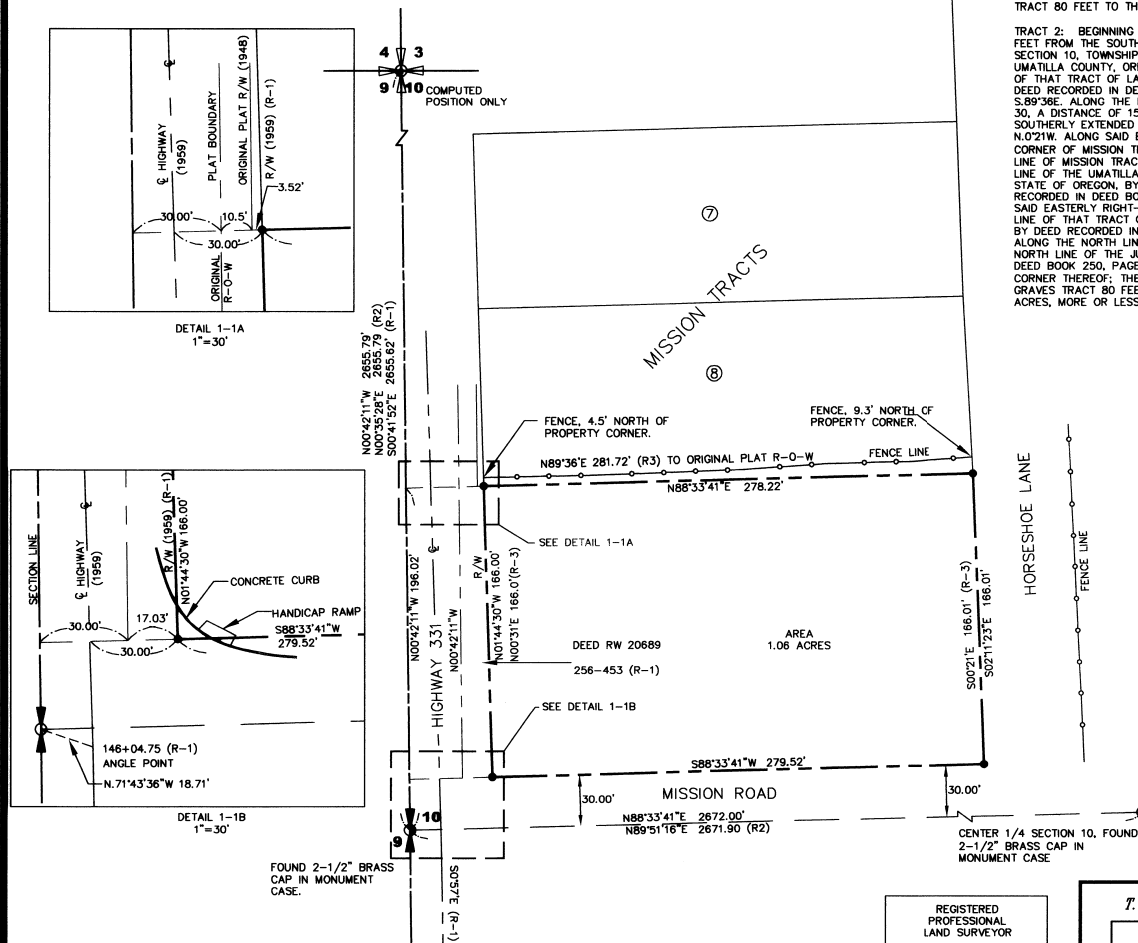 TRACT 80 FEET TO TH
TRACT 2: BEGINNING
FEET FROM THE SOUTH
SECTION 10, TOWNSHIP
UMATILLA COUNTY, OR
OF THAT TRACT OF LA
DEED RECORDED IN DE
S.89°36E. ALONG THE
30, A DISTANCE OF 15
SOUTHERLY EXTENDED
N.0°21W. ALONG SAID
CORNER OF MISSION T
LINE OF MISSION TRAC
LINE OF THE UMATILLA
STATE OF OREGON, BY
RECORDED IN DEED BO
SAID EASTERLY RIGHT-
LINE OF THAT TRACT
BY DEED RECORDED IN
ALONG THE NORTH LIN
NORTH LINE OF THE JU
DEED BOOK 250, PAGE
CORNER THEREOF; THE
GRAVES TRACT 80 FEE
ACRES, MORE OR LESS
℄ HIGHWAY
(1959)
PLAT BOUNDARY
ORIGINAL PLAT R/W (1948)
R/W (1959) (R-1)
3.52'
30.00'
10.5'
30.00'
ORIGINAL
R-O-W
DETAIL 1-1A
1"=30'
4 3
9 10
COMPUTED
POSITION ONLY
⑦
MISSION TRACTS
⑧
N00°42'11"W 2655.79'
N00°35'28"E 2655.79 (R2)
S00°41'52"E 2655.62' (R-1)
FENCE, 4.5' NORTH OF
PROPERTY CORNER.
FENCE, 9.3' NORTH OF
PROPERTY CORNER.
N89°36'E 281.72' (R3) TO ORIGINAL PLAT R-O-W
FENCE LINE
N88°33'41"E 278.22'
SEE DETAIL 1-1A
HORSESHOE LANE
FENCE LINE
SECTION LINE
℄ HIGHWAY
(1959)
R/W (1959) (R-1)
N01°44'30"W 166.00'
CONCRETE CURB
HANDICAP RAMP
30.00'
17.03'
30.00'
S88°33'41"W
279.52'
146+04.75 (R-1)
ANGLE POINT
N.71°43'36"W 18.71'
DETAIL 1-1B
1"=30'
N00°42'11"W 196.02'
HIGHWAY 331
℄
N00°42'11"W
R/W
N01°44'30"W 166.00'
N00°31'E 166.0'(R-3)
DEED RW 20689
256-453 (R-1)
AREA
1.06 ACRES
S00°21'E 166.01' (R-3)
S02°11'23"E 166.01'
SEE DETAIL 1-1B
S88°33'41"W 279.52'
30.00'
MISSION ROAD
30.00'
N88°33'41"E 2672.00'
N89°51'16"E 2671.90 (R2)
10
9
FOUND 2-1/2" BRASS
CAP IN MONUMENT
CASE.
S0°57'E (R-1)
CENTER 1/4 SECTION 10, FOUND
2-1/2" BRASS CAP IN
MONUMENT CASE
REGISTERED
PROFESSIONAL
LAND SURVEYOR
T.